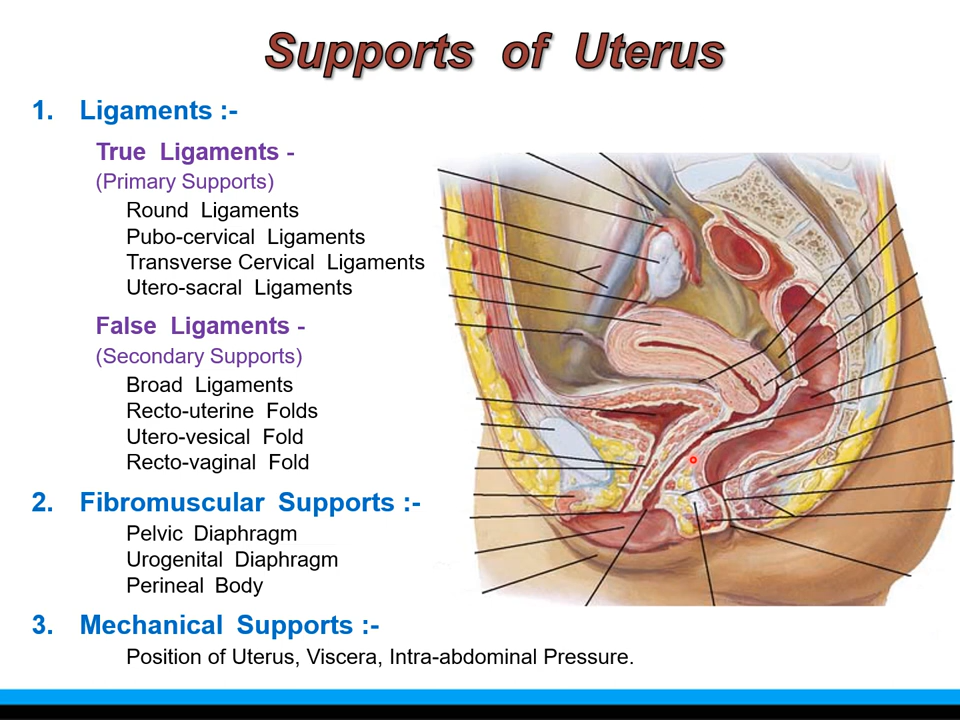 Supports of Uterus
1. Ligaments :-
True Ligaments -
(Primary Supports)
Round Ligaments
Pubo-cervical Ligaments
Transverse Cervical Ligaments
Utero-sacral Ligaments
False Ligaments -
(Secondary Supports)
Broad Ligaments
Recto-uterine Folds
Utero-vesical Fold
Recto-vaginal Fold
2. Fibromuscular Supports :-
Pelvic Diaphragm
Urogenital Diaphragm
Perineal Body
3. Mechanical Supports :-
Position of Uterus, Viscera, Intra-abdominal Pressure.